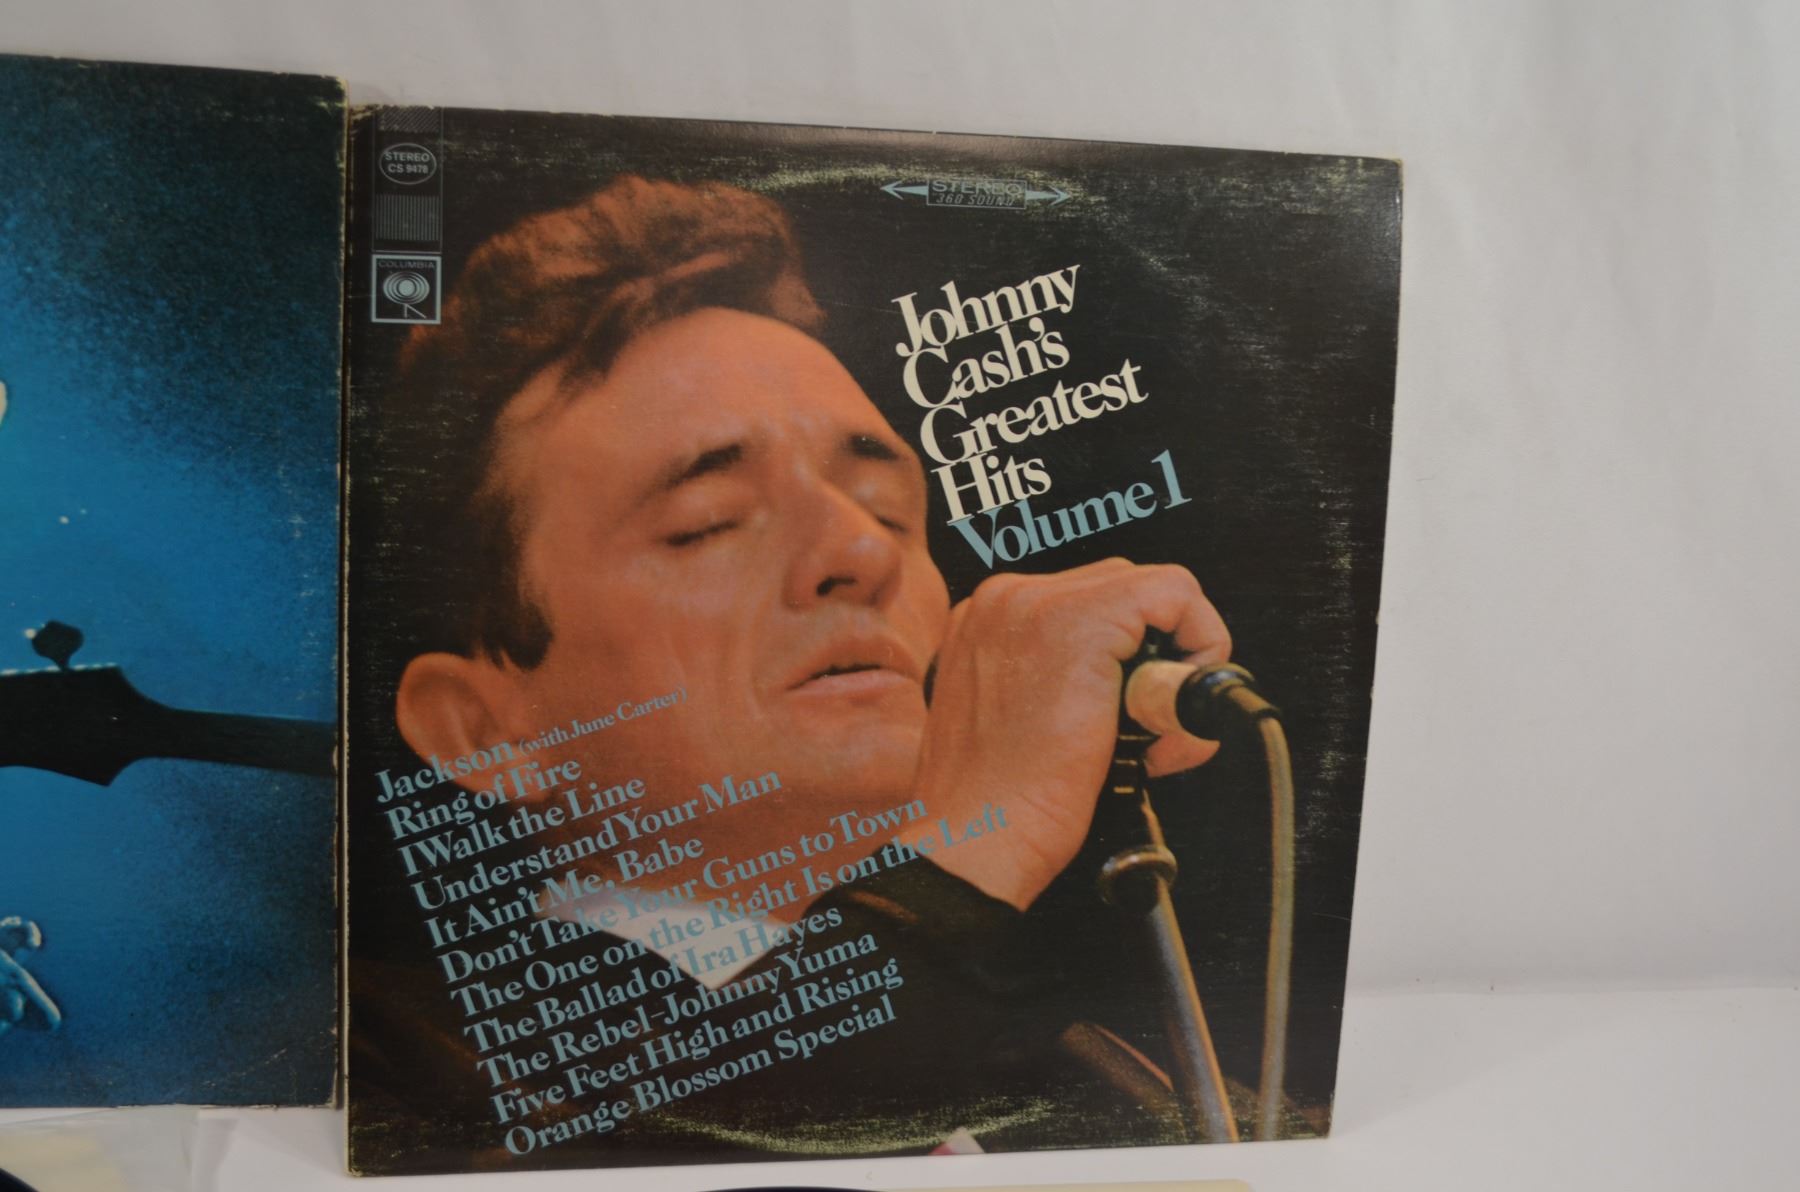 STEREO
CS 9478
COLUMBIA
STEREO
360 SOUND
Johnny
Cash's
Greatest
Hits
Volume 1
Jackson (with June Carter)
Ring of Fire
I Walk the Line
Understand Your Man
It Ain't Me, Babe
Don't Take Your Guns to Town
The One on the Right Is on the Left
The Ballad of Ira Hayes
The Rebel-Johnny Yuma
Five Feet High and Rising
Orange Blossom Special